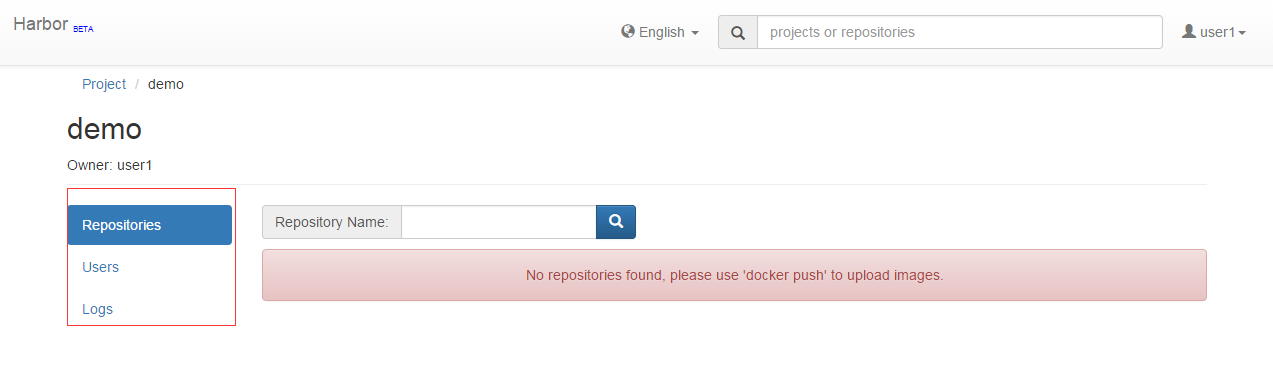 Harbor BETA
English
projects or repositories
user1
Project / demo
demo
Owner: user1
Repositories
Users
Logs
Repository Name:
No repositories found, please use 'docker push' to upload images.